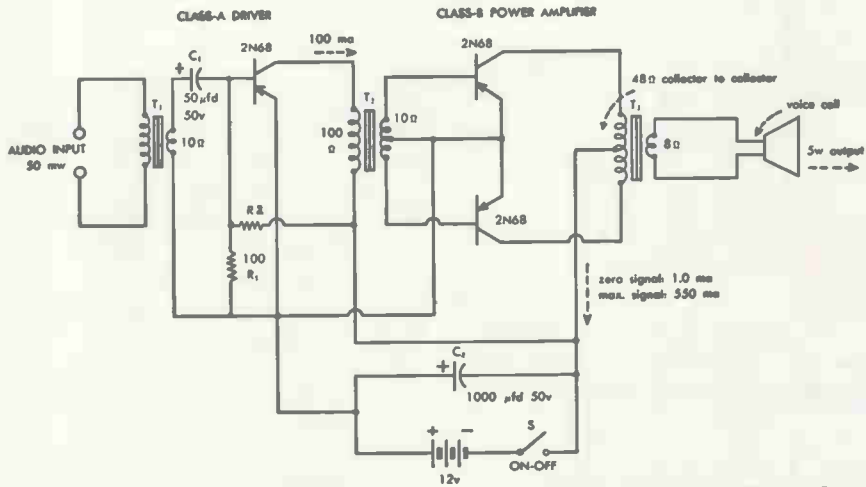 CLASS-A DRIVER
CLASS-B POWER AMPLIFIER
100 ma
2N68
2N68
C₁
+
50 μfd
50v
48Ω collector to collector
T₁
T₂
T₃
voice coil
10Ω
100
Ω
10Ω
8Ω
AUDIO INPUT
50 mw
5w output
R2
2N68
100
R₁
zero signal: 1.0 ma
max. signal: 550 ma
C₂
+
1000 μfd 50v
+ −
S
ON-OFF
12v